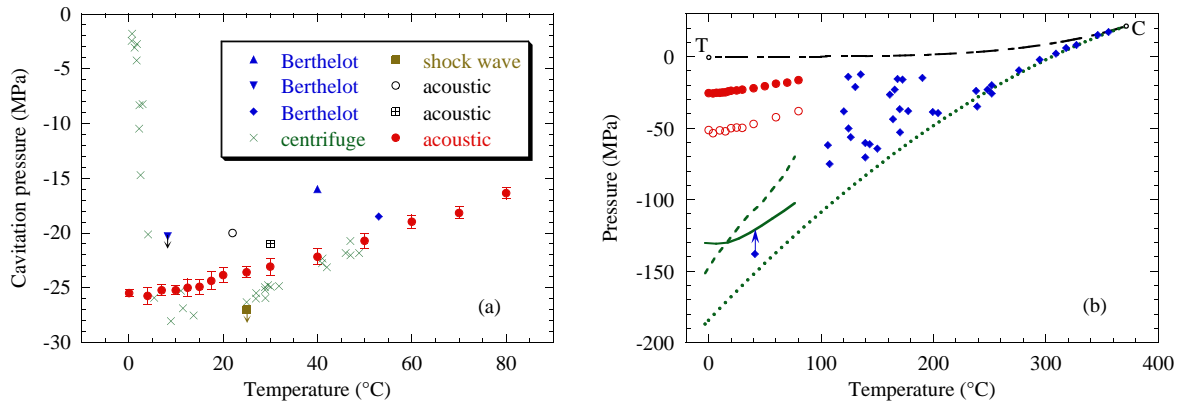 0
-5
-10
-15
-20
-25
-30
Cavitation pressure (MPa)
Berthelot
Berthelot
Berthelot
centrifuge
shock wave
acoustic
acoustic
acoustic
(a)
0 20 40 60 80
Temperature (°C)
0
-50
-100
-150
-200
Pressure (MPa)
T
C
(b)
0 100 200 300 400
Temperature (°C)